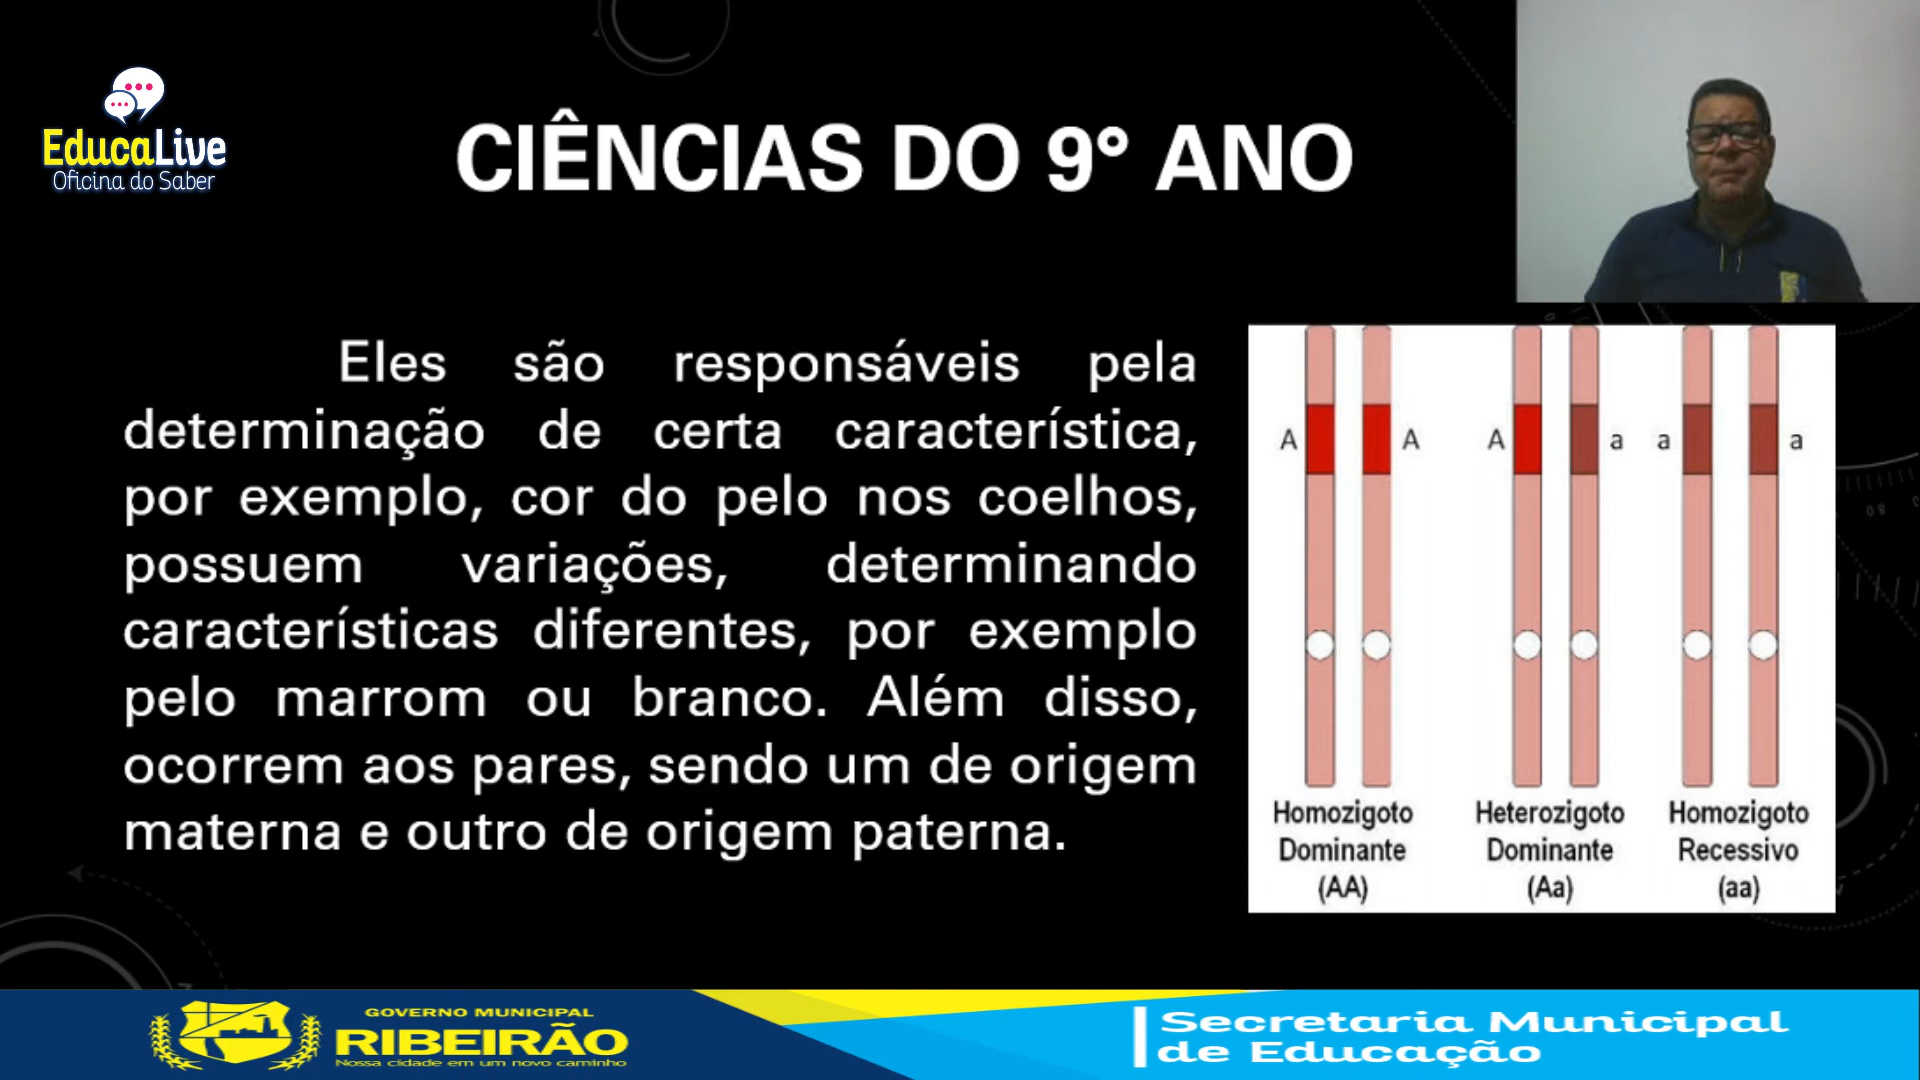 EducaLive
Oficina do Saber
CIÊNCIAS DO 9° ANO
Eles são responsáveis pela
determinação de certa característica,
por exemplo, cor do pelo nos coelhos,
possuem variações, determinando
características diferentes, por exemplo
pelo marrom ou branco. Além disso,
ocorrem aos pares, sendo um de origem
materna e outro de origem paterna.
A A A a a a
Homozigoto
Dominante
(AA)
Heterozigoto
Dominante
(Aa)
Homozigoto
Recessivo
(aa)
80
GOVERNO MUNICIPAL
RIBEIRÃO
Nossa cidade em um novo caminho
Secretaria Municipal
de Educação